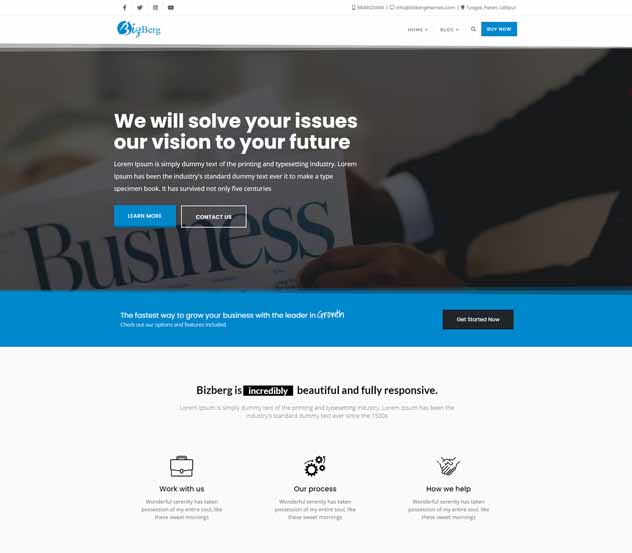 info@bizbergthemes.com | Tyagal, Patan, Lalitpur
BigBerg
HOME
BLOG
BUY NOW
We will solve your issues
our vision to your future
Lorem Ipsum is simply dummy text of the printing and typesetting industry. Lorem
Ipsum has been the industry's standard dummy text ever it to make a type
specimen book. It has survived not only five centuries
LEARN MORE
CONTACT US
Business
The fastest way to grow your business with the leader in Growth
Check out our options and features included.
Get Started Now
Bizberg is incredibly beautiful and fully responsive.
Lorem Ipsum is simply dummy text of the printing and typesetting industry. Lorem Ipsum has been the
industry's standard dummy text ever since the 1500s
Work with us
Our process
How we help
Wonderful serenity has taken
possession of my entire soul, like
these sweet mornings
Wonderful serenity has taken
possession of my entire soul, like
these sweet mornings
Wonderful serenity has taken
possession of my entire soul, like
these sweet mornings